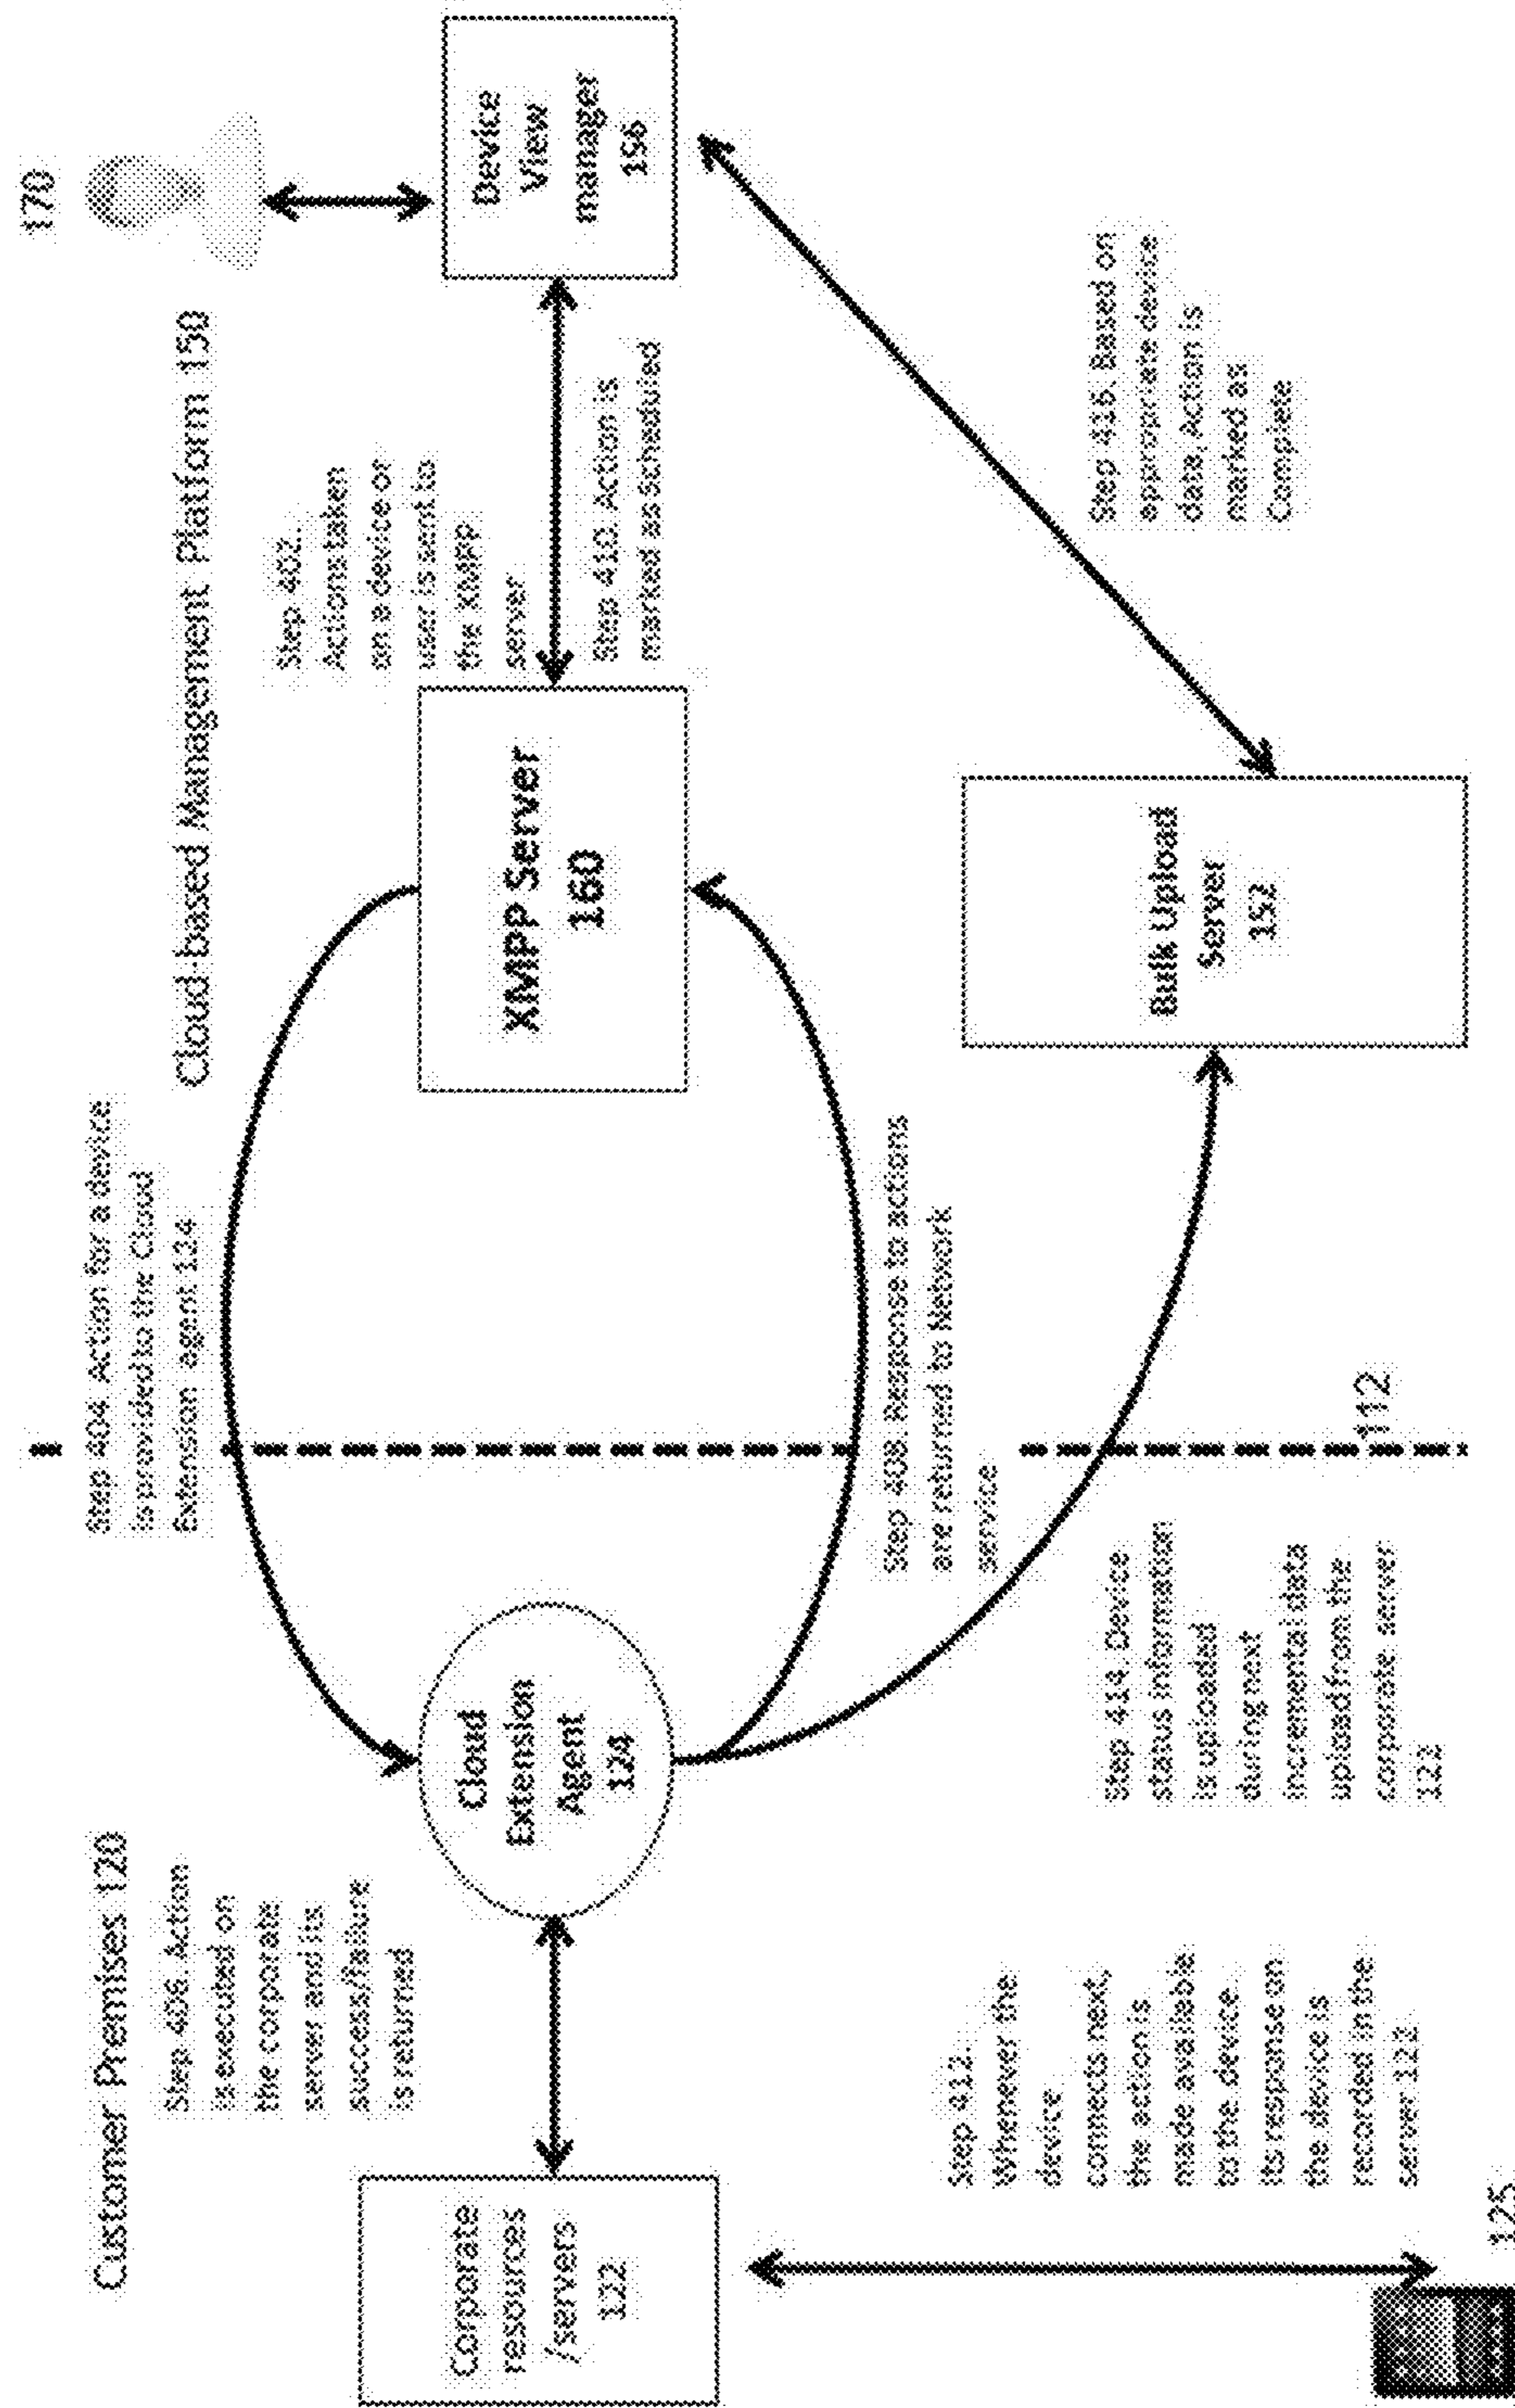 Customer Premises 120
Cloud-based Management Platform 150
170
Step 406. Action
is executed on
the corporate
server and its
success/failure
is returned
Step 404. Action for a device
is provided to the Cloud
Extension agent 124
Step 402.
Actions taken
on a device or
user is sent to
the XMPP
server
Corporate
resources
/servers
122
Cloud
Extension
Agent
124
XMPP Server
160
Device
View
manager
156
Step 410. Action is
marked as Scheduled
Step 408. Response to actions
are returned to Network
service
Step 412.
Whenever the
device
connects next,
the action is
made available
to the device.
Its response on
the device is
recorded in the
server 122
Step 414. Device
status information
is uploaded
during next
incremental data
upload from the
corporate server
122
Bulk Upload
Server
152
Step 416. Based on
appropriate device
data, Action is
marked as
Complete
112
125